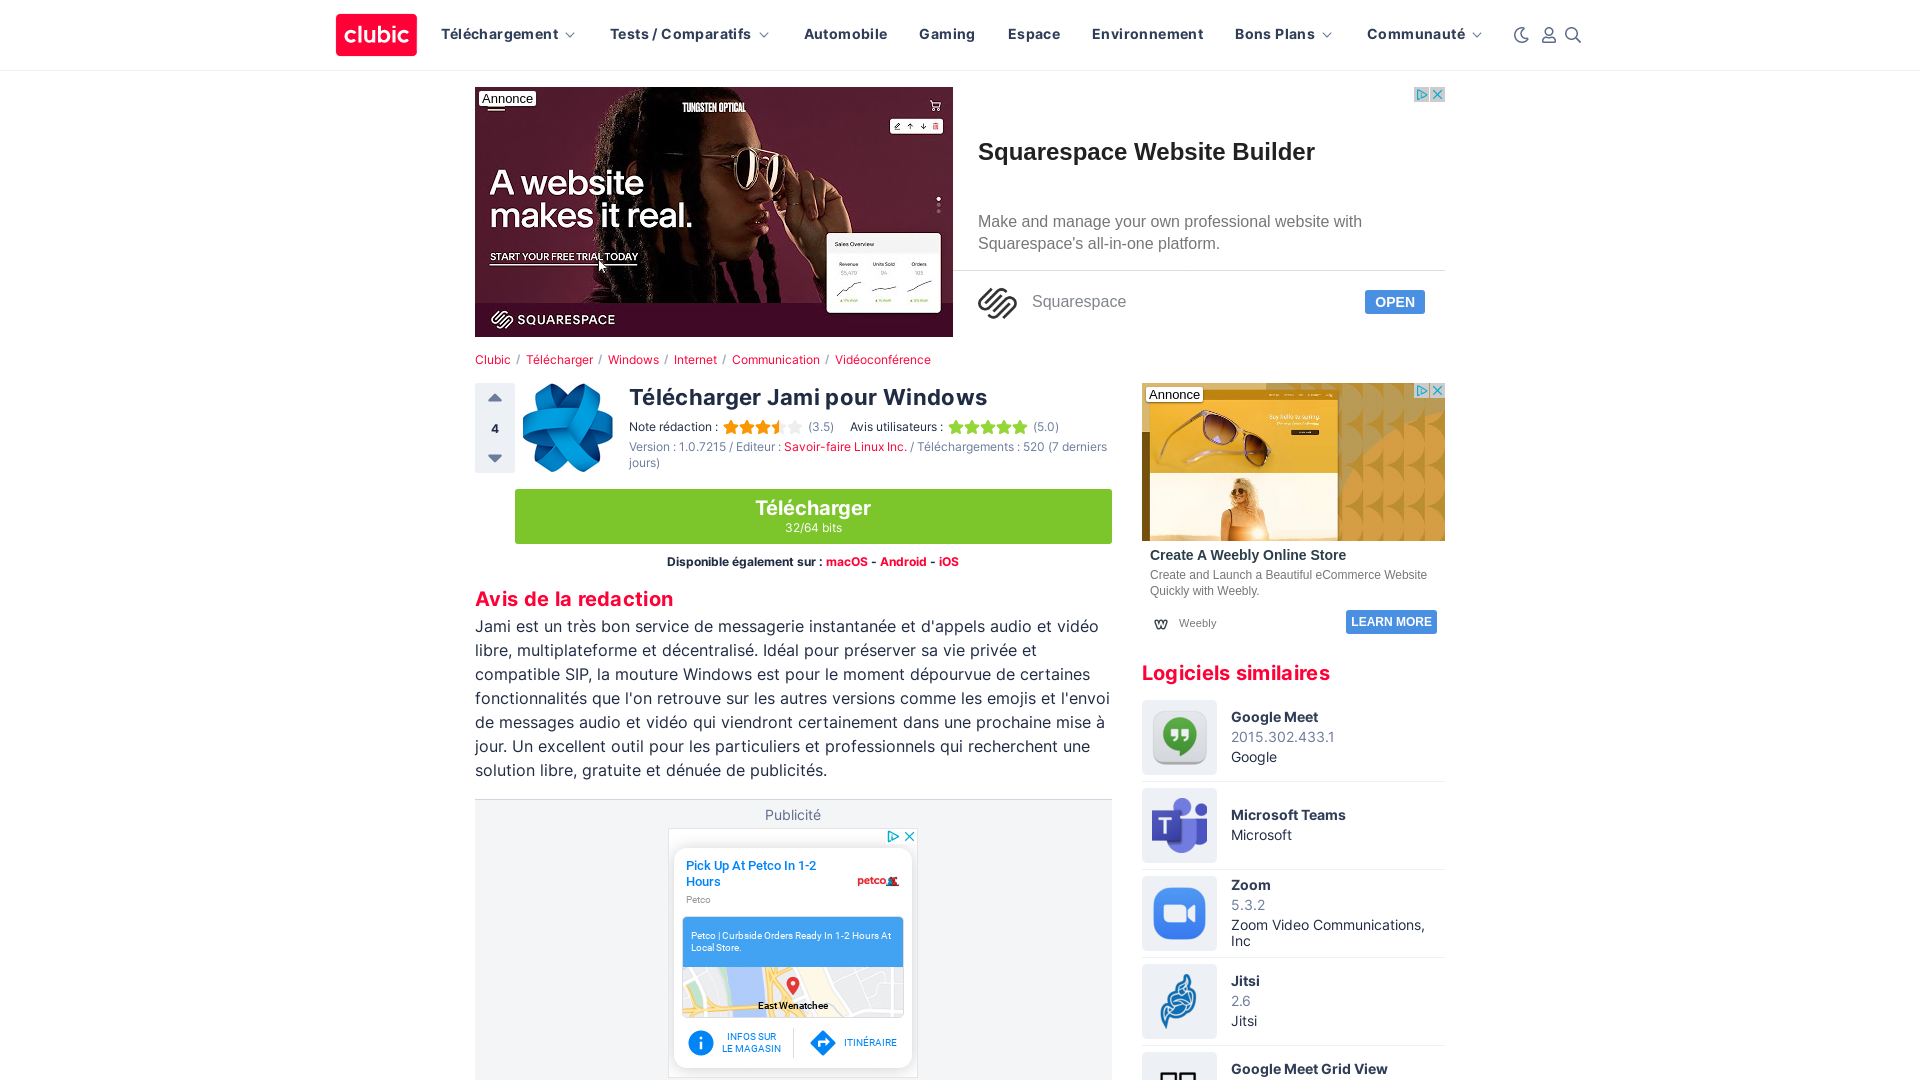 clubic
Téléchargement
Tests / Comparatifs
Automobile
Gaming
Espace
Environnement
Bons Plans
Communauté
Annonce
TUNGSTEN OPTICAL
A website
makes it real.
START YOUR FREE TRIAL TODAY
Sales Overview
Revenue
Units Sold
Orders
SQUARESPACE
Squarespace Website Builder
Make and manage your own professional website with
Squarespace's all-in-one platform.
Squarespace
OPEN
Clubic / Télécharger / Windows / Internet / Communication / Vidéoconférence
4
Télécharger Jami pour Windows
Note rédaction : (3.5) Avis utilisateurs : (5.0)
Version : 1.0.7215 / Editeur : Savoir-faire Linux Inc. / Téléchargements : 520 (7 derniers
jours)
Télécharger
32/64 bits
Disponible également sur : macOS - Android - iOS
Avis de la redaction
Jami est un très bon service de messagerie instantanée et d'appels audio et vidéo
libre, multiplateforme et décentralisé. Idéal pour préserver sa vie privée et
compatible SIP, la mouture Windows est pour le moment dépourvue de certaines
fonctionnalités que l'on retrouve sur les autres versions comme les emojis et l'envoi
de messages audio et vidéo qui viendront certainement dans une prochaine mise à
jour. Un excellent outil pour les particuliers et professionnels qui recherchent une
solution libre, gratuite et dénuée de publicités.
Publicité
Pick Up At Petco In 1-2
Hours
Petco
petco
Petco | Curbside Orders Ready In 1-2 Hours At
Local Store.
East Wenatchee
INFOS SUR
LE MAGASIN
ITINÉRAIRE
Annonce
Say hello to spring.
Create A Weebly Online Store
Create and Launch a Beautiful eCommerce Website
Quickly with Weebly.
Weebly
LEARN MORE
Logiciels similaires
Google Meet
2015.302.433.1
Google
Microsoft Teams
Microsoft
Zoom
5.3.2
Zoom Video Communications,
Inc
Jitsi
2.6
Jitsi
Google Meet Grid View